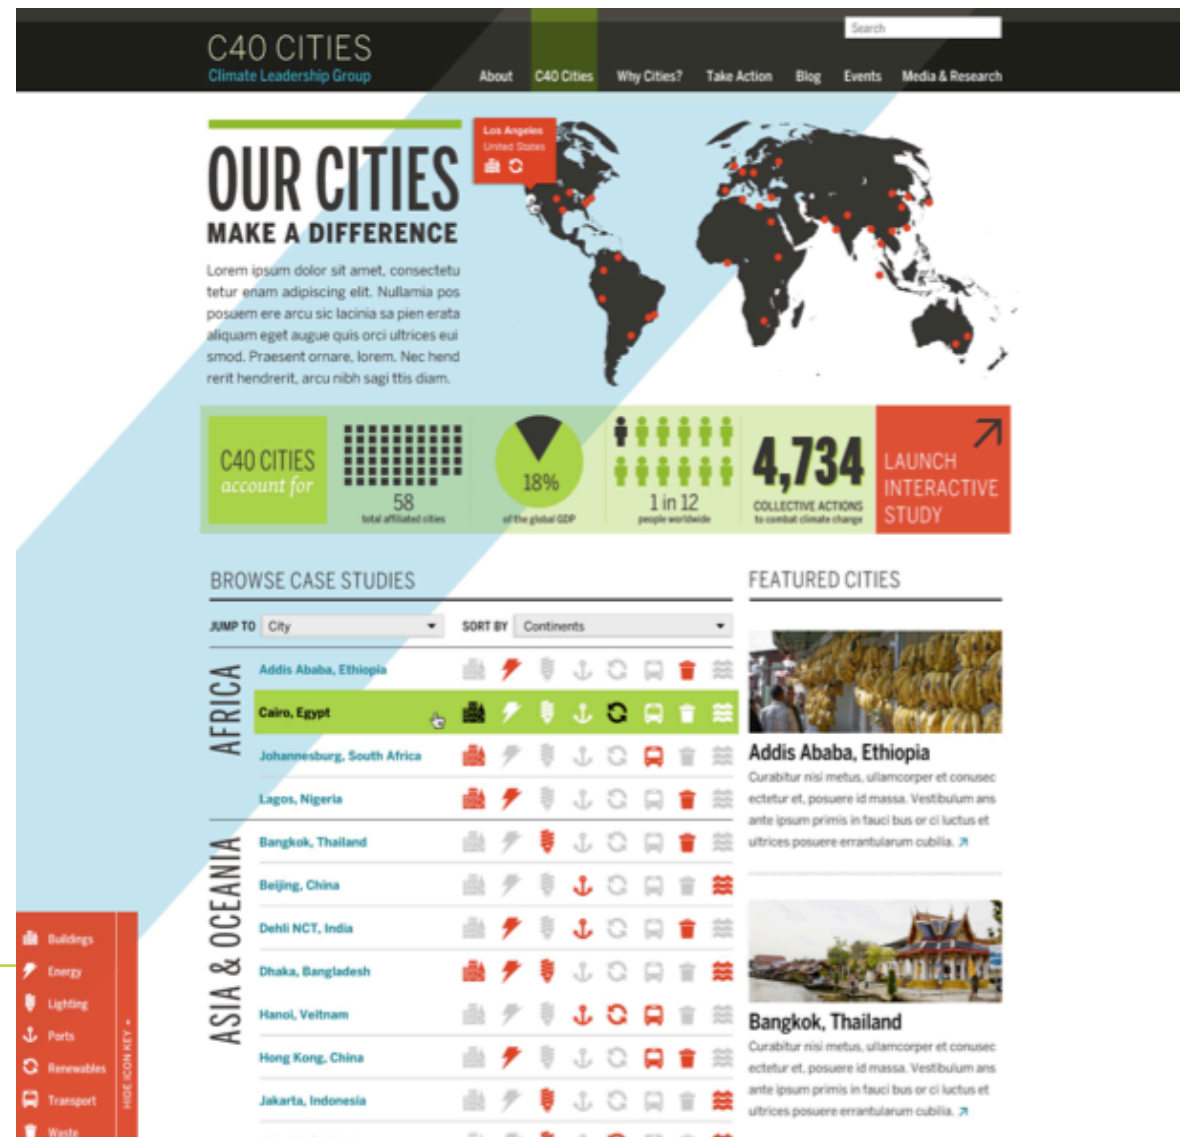 C40 CITIES
Climate Leadership Group
Search
About C40 Cities Why Cities? Take Action Blog Events Media & Research
OUR CITIES
MAKE A DIFFERENCE
Lorem ipsum dolor sit amet, consectetu
tetur enam adipiscing elit. Nullamia pos
posuem ere arcu sic lacinia sa pien erata
aliquam eget augue quis orci ultrices eui
smod. Praesent ornare, lorem. Nec hend
rerit hendrerit, arcu nibh sagi ttis diam.
Los Angeles
United States
C40 CITIES
account for
58
total affiliated cities
18%
of the global GDP
1 in 12
people worldwide
4,734
COLLECTIVE ACTIONS
to combat climate change
LAUNCH
INTERACTIVE
STUDY
BROWSE CASE STUDIES
JUMP TO City SORT BY Continents
AFRICA
Addis Ababa, Ethiopia
Cairo, Egypt
Johannesburg, South Africa
Lagos, Nigeria
ASIA & OCEANIA
Bangkok, Thailand
Beijing, China
Dehli NCT, India
Dhaka, Bangladesh
Hanoi, Veitnam
Hong Kong, China
Jakarta, Indonesia
FEATURED CITIES
Addis Ababa, Ethiopia
Curabitur nisi metus, ullamcorper et conusec
ectetur et, posuere id massa. Vestibulum ans
ante ipsum primis in fauci bus or ci luctus et
ultrices posuere errantularum cubilia.
Bangkok, Thailand
Curabitur nisi metus, ullamcorper et conusec
ectetur et, posuere id massa. Vestibulum ans
ante ipsum primis in fauci bus or ci luctus et
ultrices posuere errantularum cubilia.
Buildings
Energy
Lighting
Ports
Renewables
Transport
Waste
HIDE ICON KEY